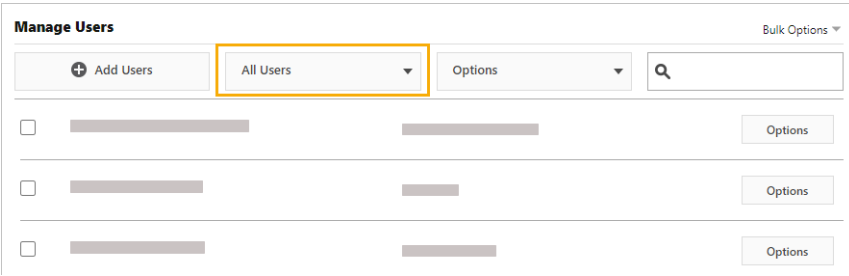 Manage Users
Bulk Options
Add Users
All Users
Options
Options
Options
Options